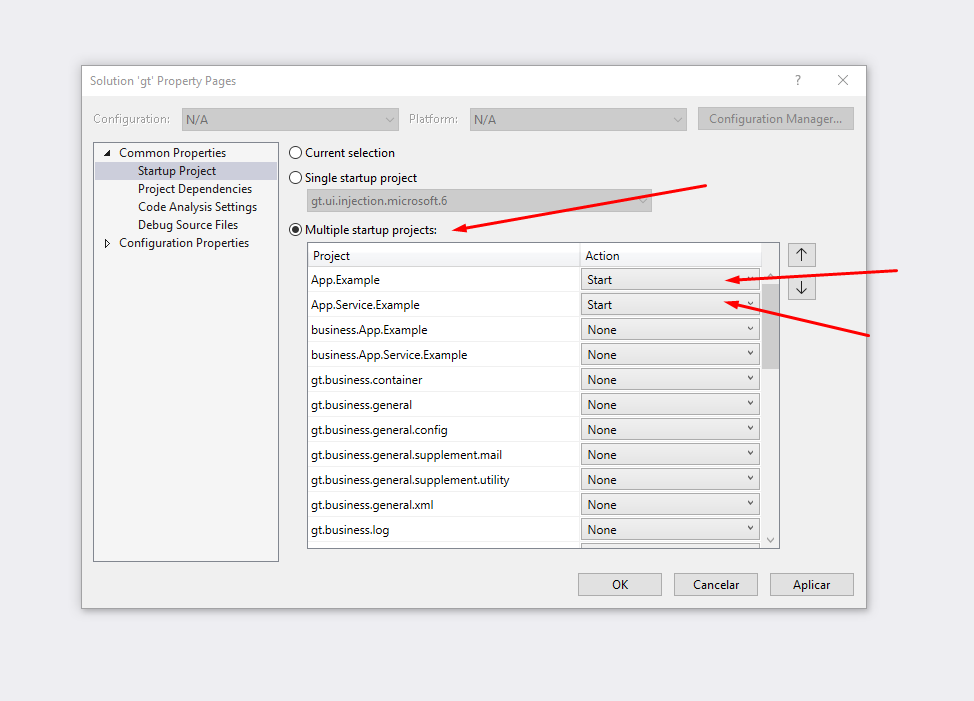 Solution 'gt' Property Pages
?
Configuration: N/A Platform: N/A Configuration Manager...
Common Properties
Startup Project
Project Dependencies
Code Analysis Settings
Debug Source Files
Configuration Properties
Current selection
Single startup project
gt.ui.injection.microsoft.6
Multiple startup projects:
Project Action
App.Example Start
App.Service.Example Start
business.App.Example None
business.App.Service.Example None
gt.business.container None
gt.business.general None
gt.business.general.config None
gt.business.general.supplement.mail None
gt.business.general.supplement.utility None
gt.business.general.xml None
gt.business.log None
OK Cancelar Aplicar